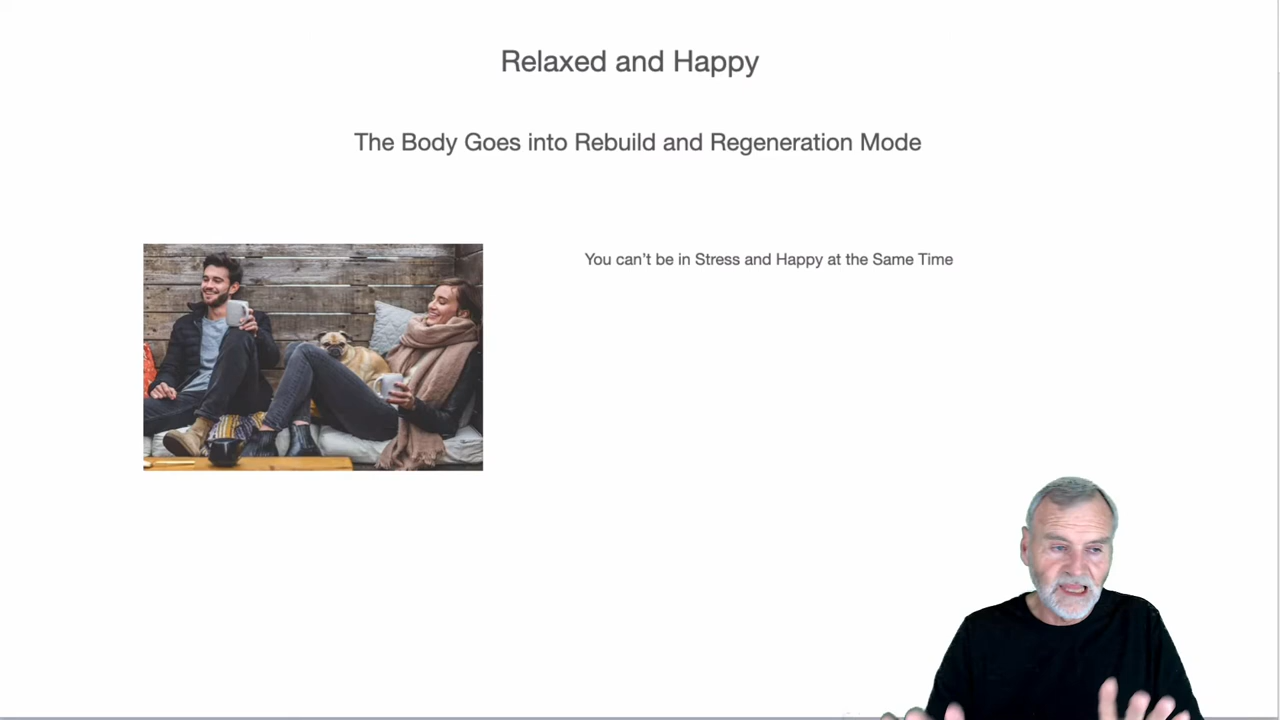 Relaxed and Happy
The Body Goes into Rebuild and Regeneration Mode
You can’t be in Stress and Happy at the Same Time